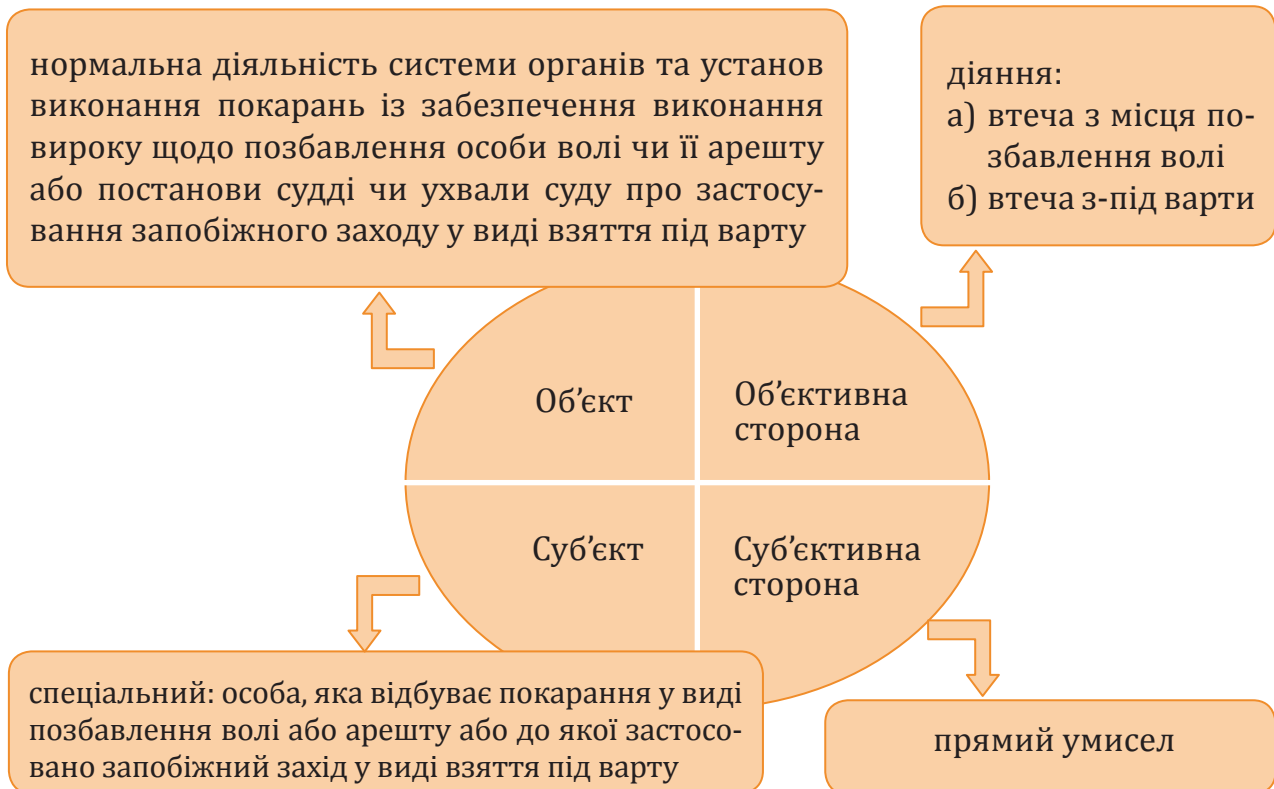 нормальна діяльність системи органів та установ
виконання покарань із забезпечення виконання
вироку щодо позбавлення особи волі чи її арешту
або постанови судді чи ухвали суду про застосу-
вання запобіжного заходу у виді взяття під варту
діяння:
а) втеча з місця по-
збавлення волі
б) втеча з-під варти
Об’єкт
Об’єктивна
сторона
Суб’єкт
Суб’єктивна
сторона
спеціальний: особа, яка відбуває покарання у виді
позбавлення волі або арешту або до якої застосо-
вано запобіжний захід у виді взяття під варту
прямий умисел